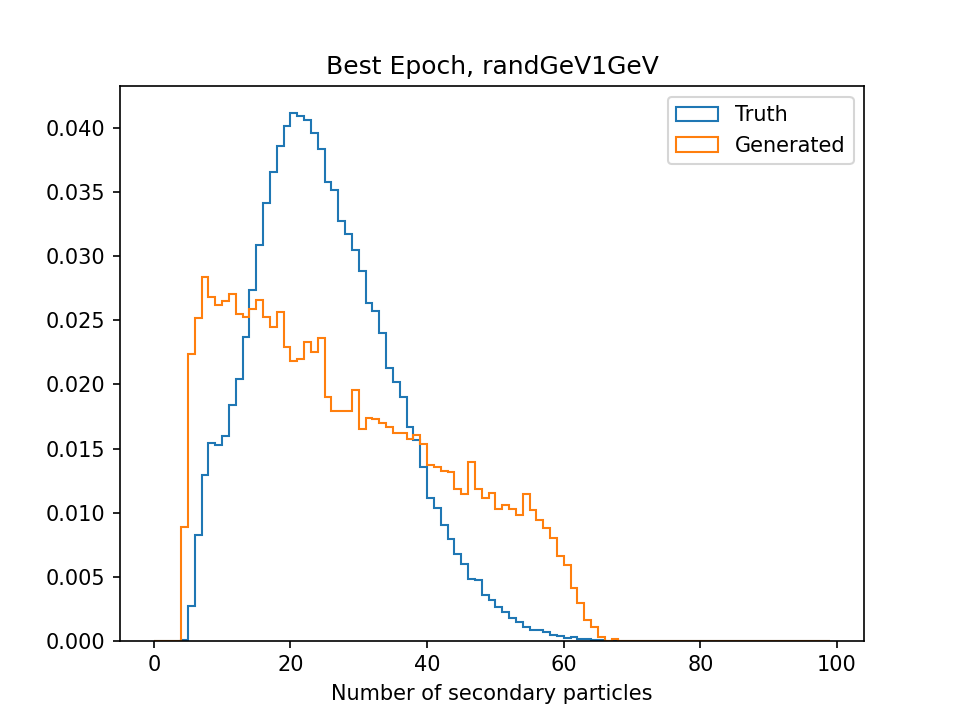 Best Epoch, randGeV1GeV
Truth
Generated
0.040
0.035
0.030
0.025
0.020
0.015
0.010
0.005
0.000
0 20 40 60 80 100
Number of secondary particles